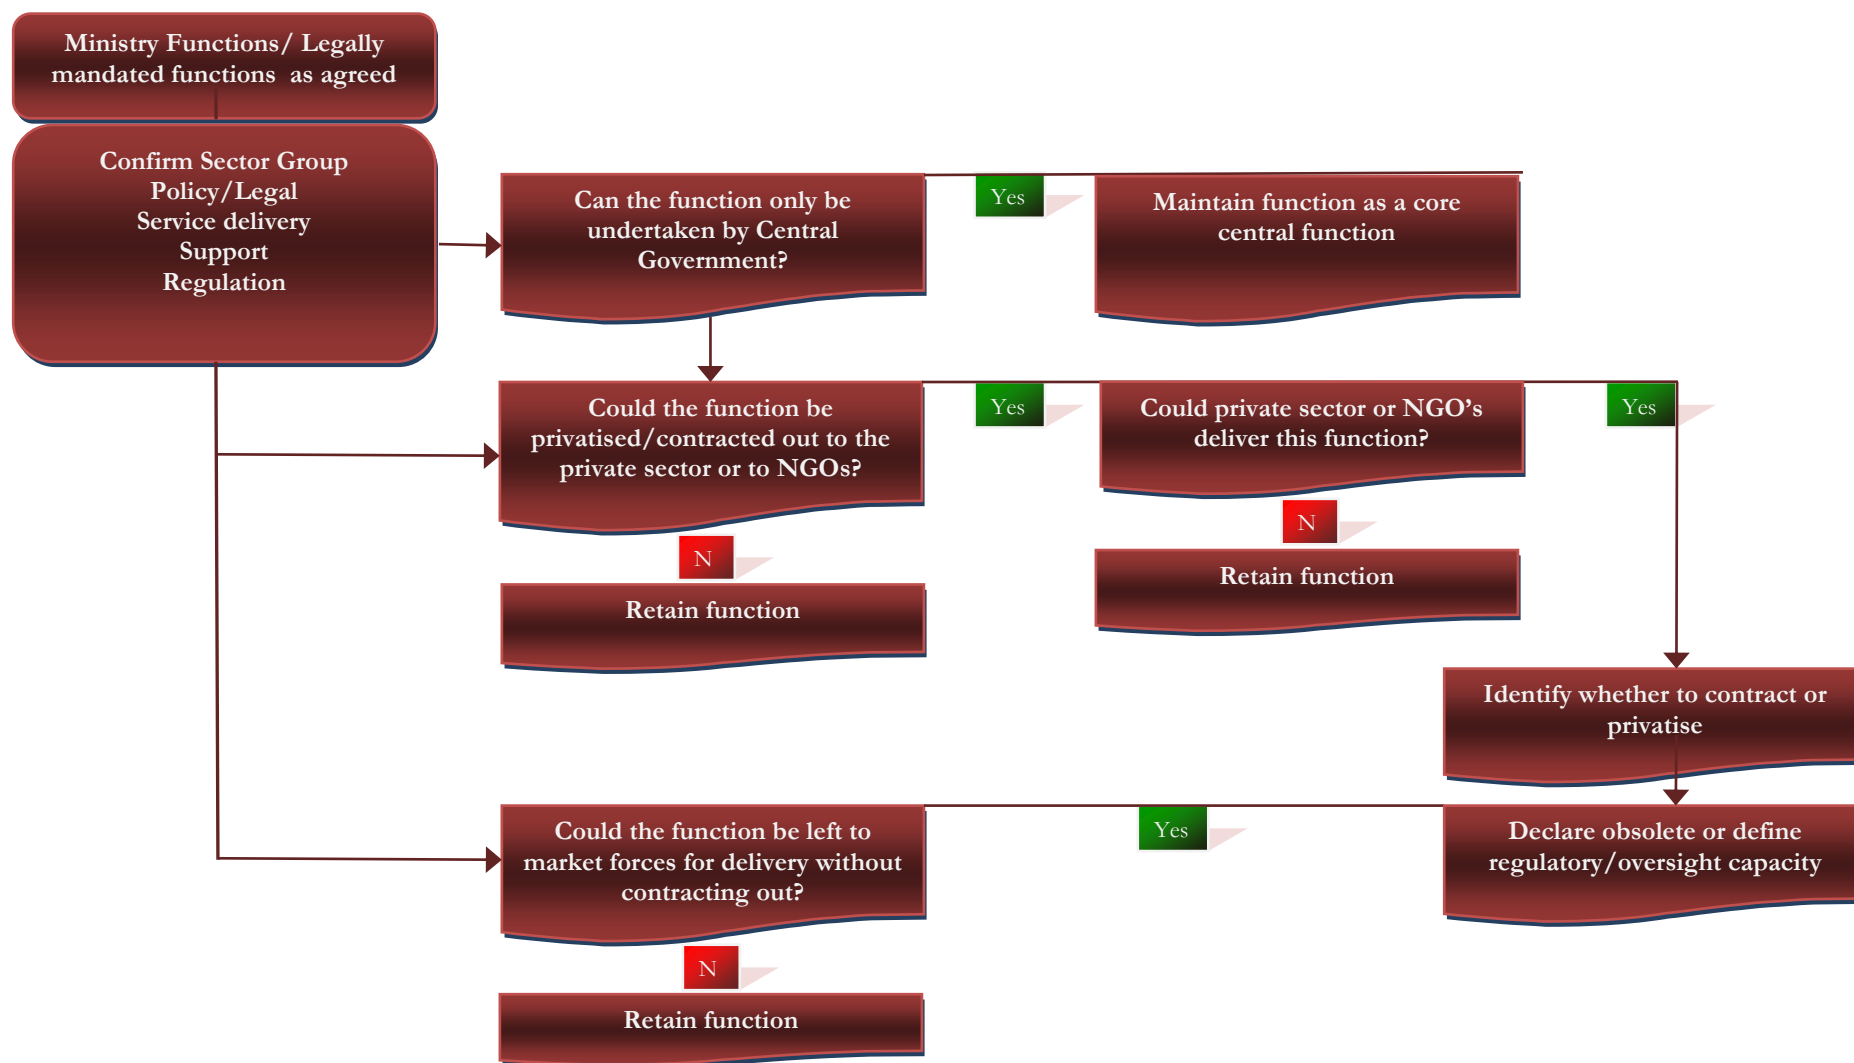 Ministry Functions/ Legally
mandated functions as agreed
Confirm Sector Group
Policy/Legal
Service delivery
Support
Regulation
Can the function only be
undertaken by Central
Government?
Yes
Maintain function as a core
central function
Could the function be
privatised/contracted out to the
private sector or to NGOs?
Yes
Could private sector or NGO’s
deliver this function?
Yes
N
Retain function
N
Retain function
Identify whether to contract or
privatise
Could the function be left to
market forces for delivery without
contracting out?
Yes
Declare obsolete or define
regulatory/oversight capacity
N
Retain function